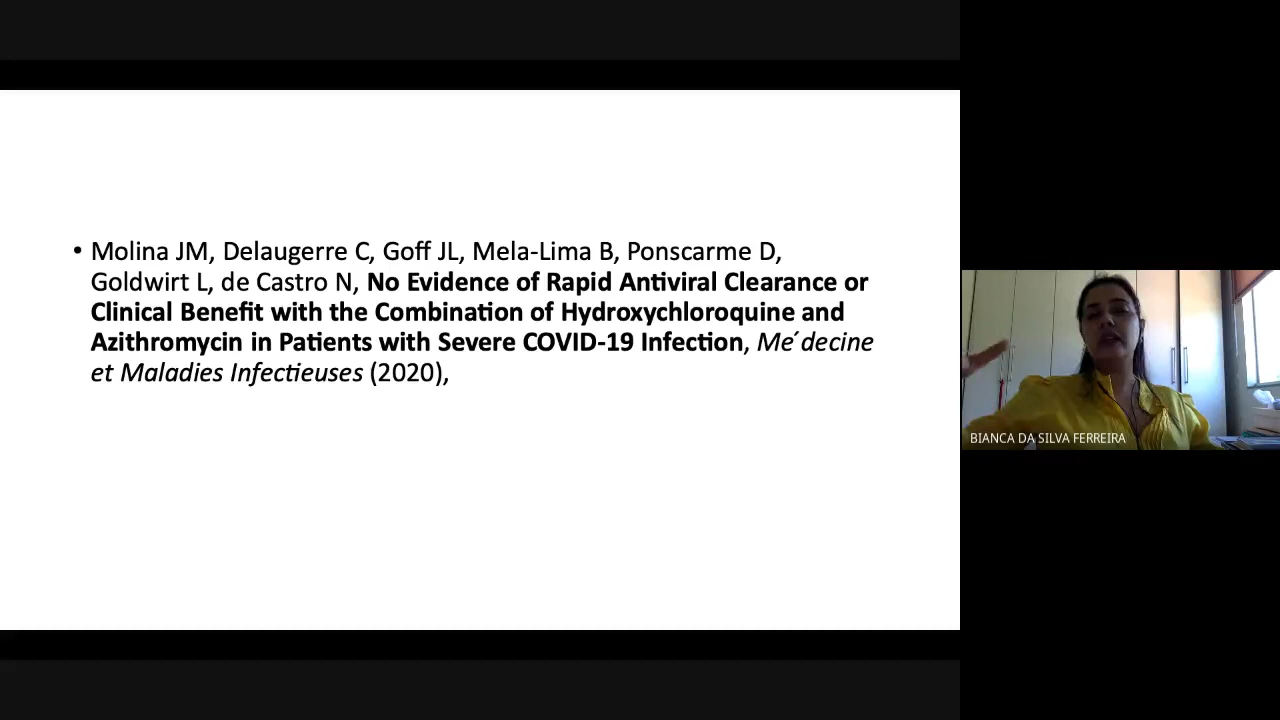 • Molina JM, Delaugerre C, Goff JL, Mela-Lima B, Ponscarme D,
Goldwirt L, de Castro N, No Evidence of Rapid Antiviral Clearance or
Clinical Benefit with the Combination of Hydroxychloroquine and
Azithromycin in Patients with Severe COVID-19 Infection, Me´decine
et Maladies Infectieuses (2020),
BIANCA DA SILVA FERREIRA